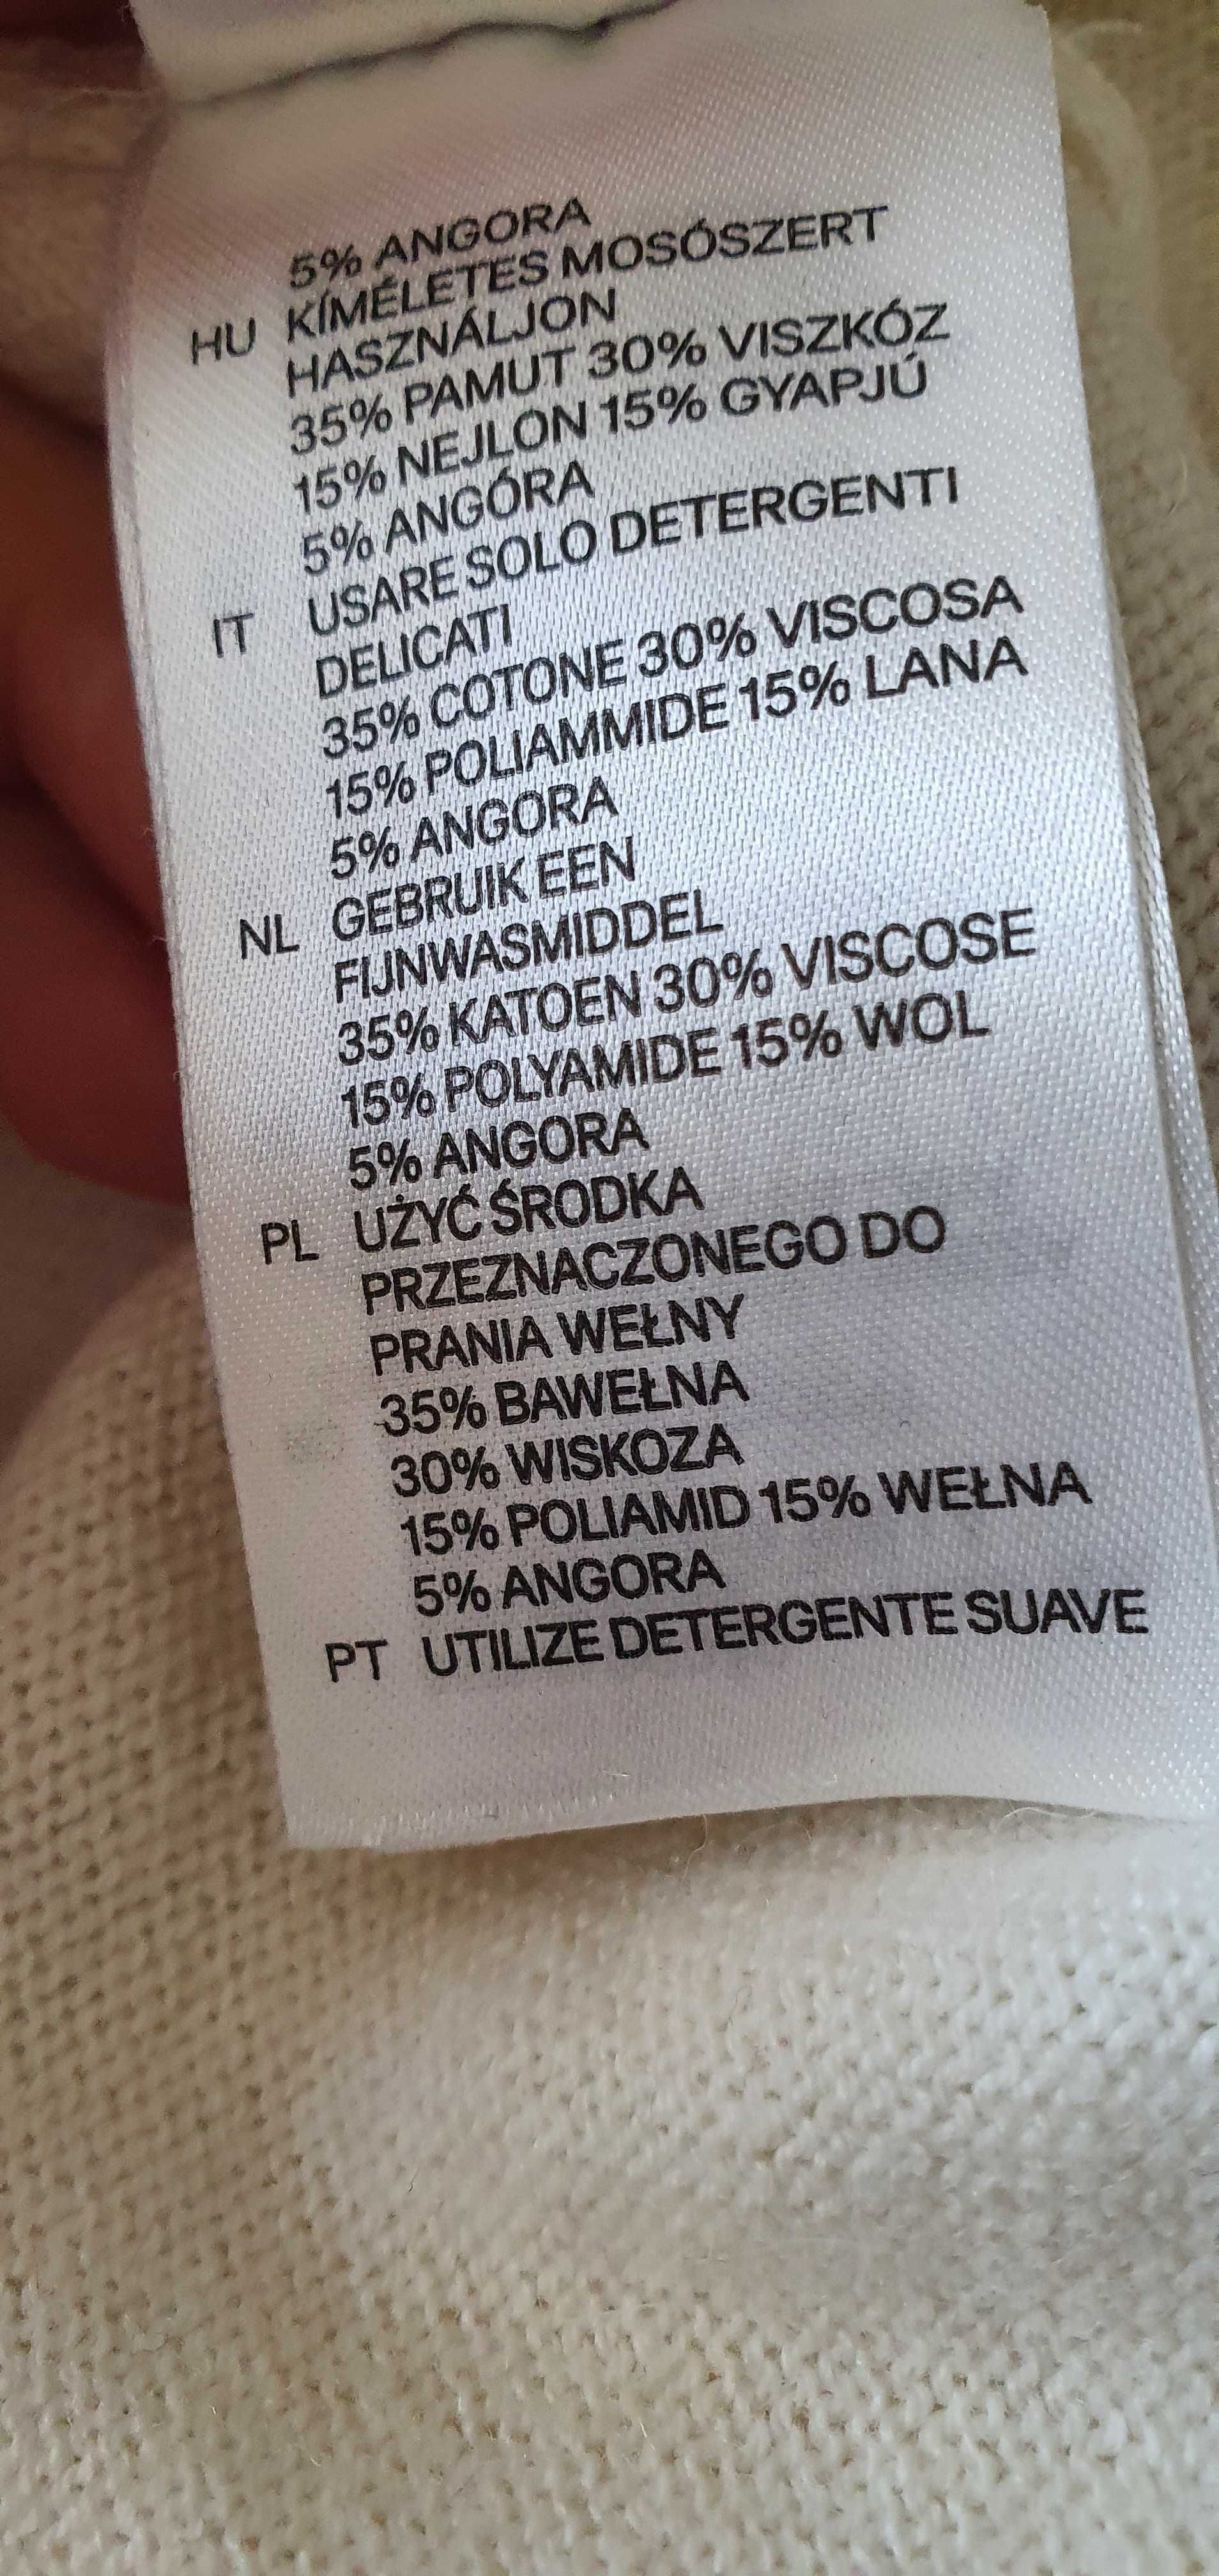 5% ANGORA
HU KÍMÉLETES MOSÓSZERT
HASZNÁLJON
35% PAMUT 30% VISZKÓZ
15% NEJLON 15% GYAPJÚ
5% ANGÓRA
IT USARE SOLO DETERGENTI
DELICATI
35% COTONE 30% VISCOSA
15% POLIAMMIDE 15% LANA
5% ANGORA
NL GEBRUIK EEN
FIJNWASMIDDEL
35% KATOEN 30% VISCOSE
15% POLYAMIDE 15% WOL
5% ANGORA
PL UŻYĆ ŚRODKA
PRZEZNACZONEGO DO
PRANIA WEŁNY
35% BAWEŁNA
30% WISKOZA
15% POLIAMID 15% WEŁNA
5% ANGORA
PT UTILIZE DETERGENTE SUAVE